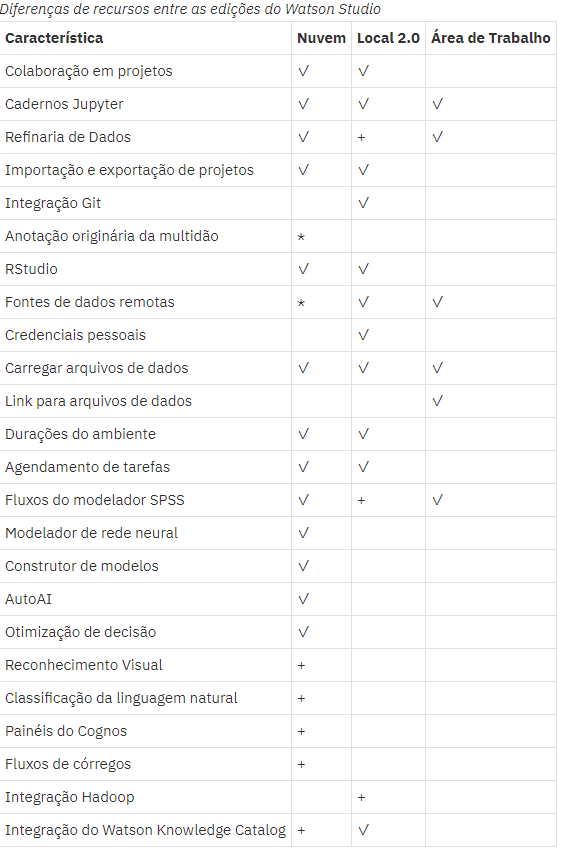 Diferenças de recursos entre as edições do Watson Studio
Característica Nuvem Local 2.0 Área de Trabalho
Colaboração em projetos √ √
Cadernos Jupyter √ √ √
Refinaria de Dados √ + √
Importação e exportação de projetos √ √
Integração Git √
Anotação originária da multidão *
RStudio √ √
Fontes de dados remotas * √ √
Credenciais pessoais √
Carregar arquivos de dados √ √ √
Link para arquivos de dados √
Durações do ambiente √ √
Agendamento de tarefas √ √
Fluxos do modelador SPSS √ + √
Modelador de rede neural √
Construtor de modelos √
AutoAI √
Otimização de decisão √
Reconhecimento Visual +
Classificação da linguagem natural +
Painéis do Cognos +
Fluxos de córregos +
Integração Hadoop +
Integração do Watson Knowledge Catalog + √